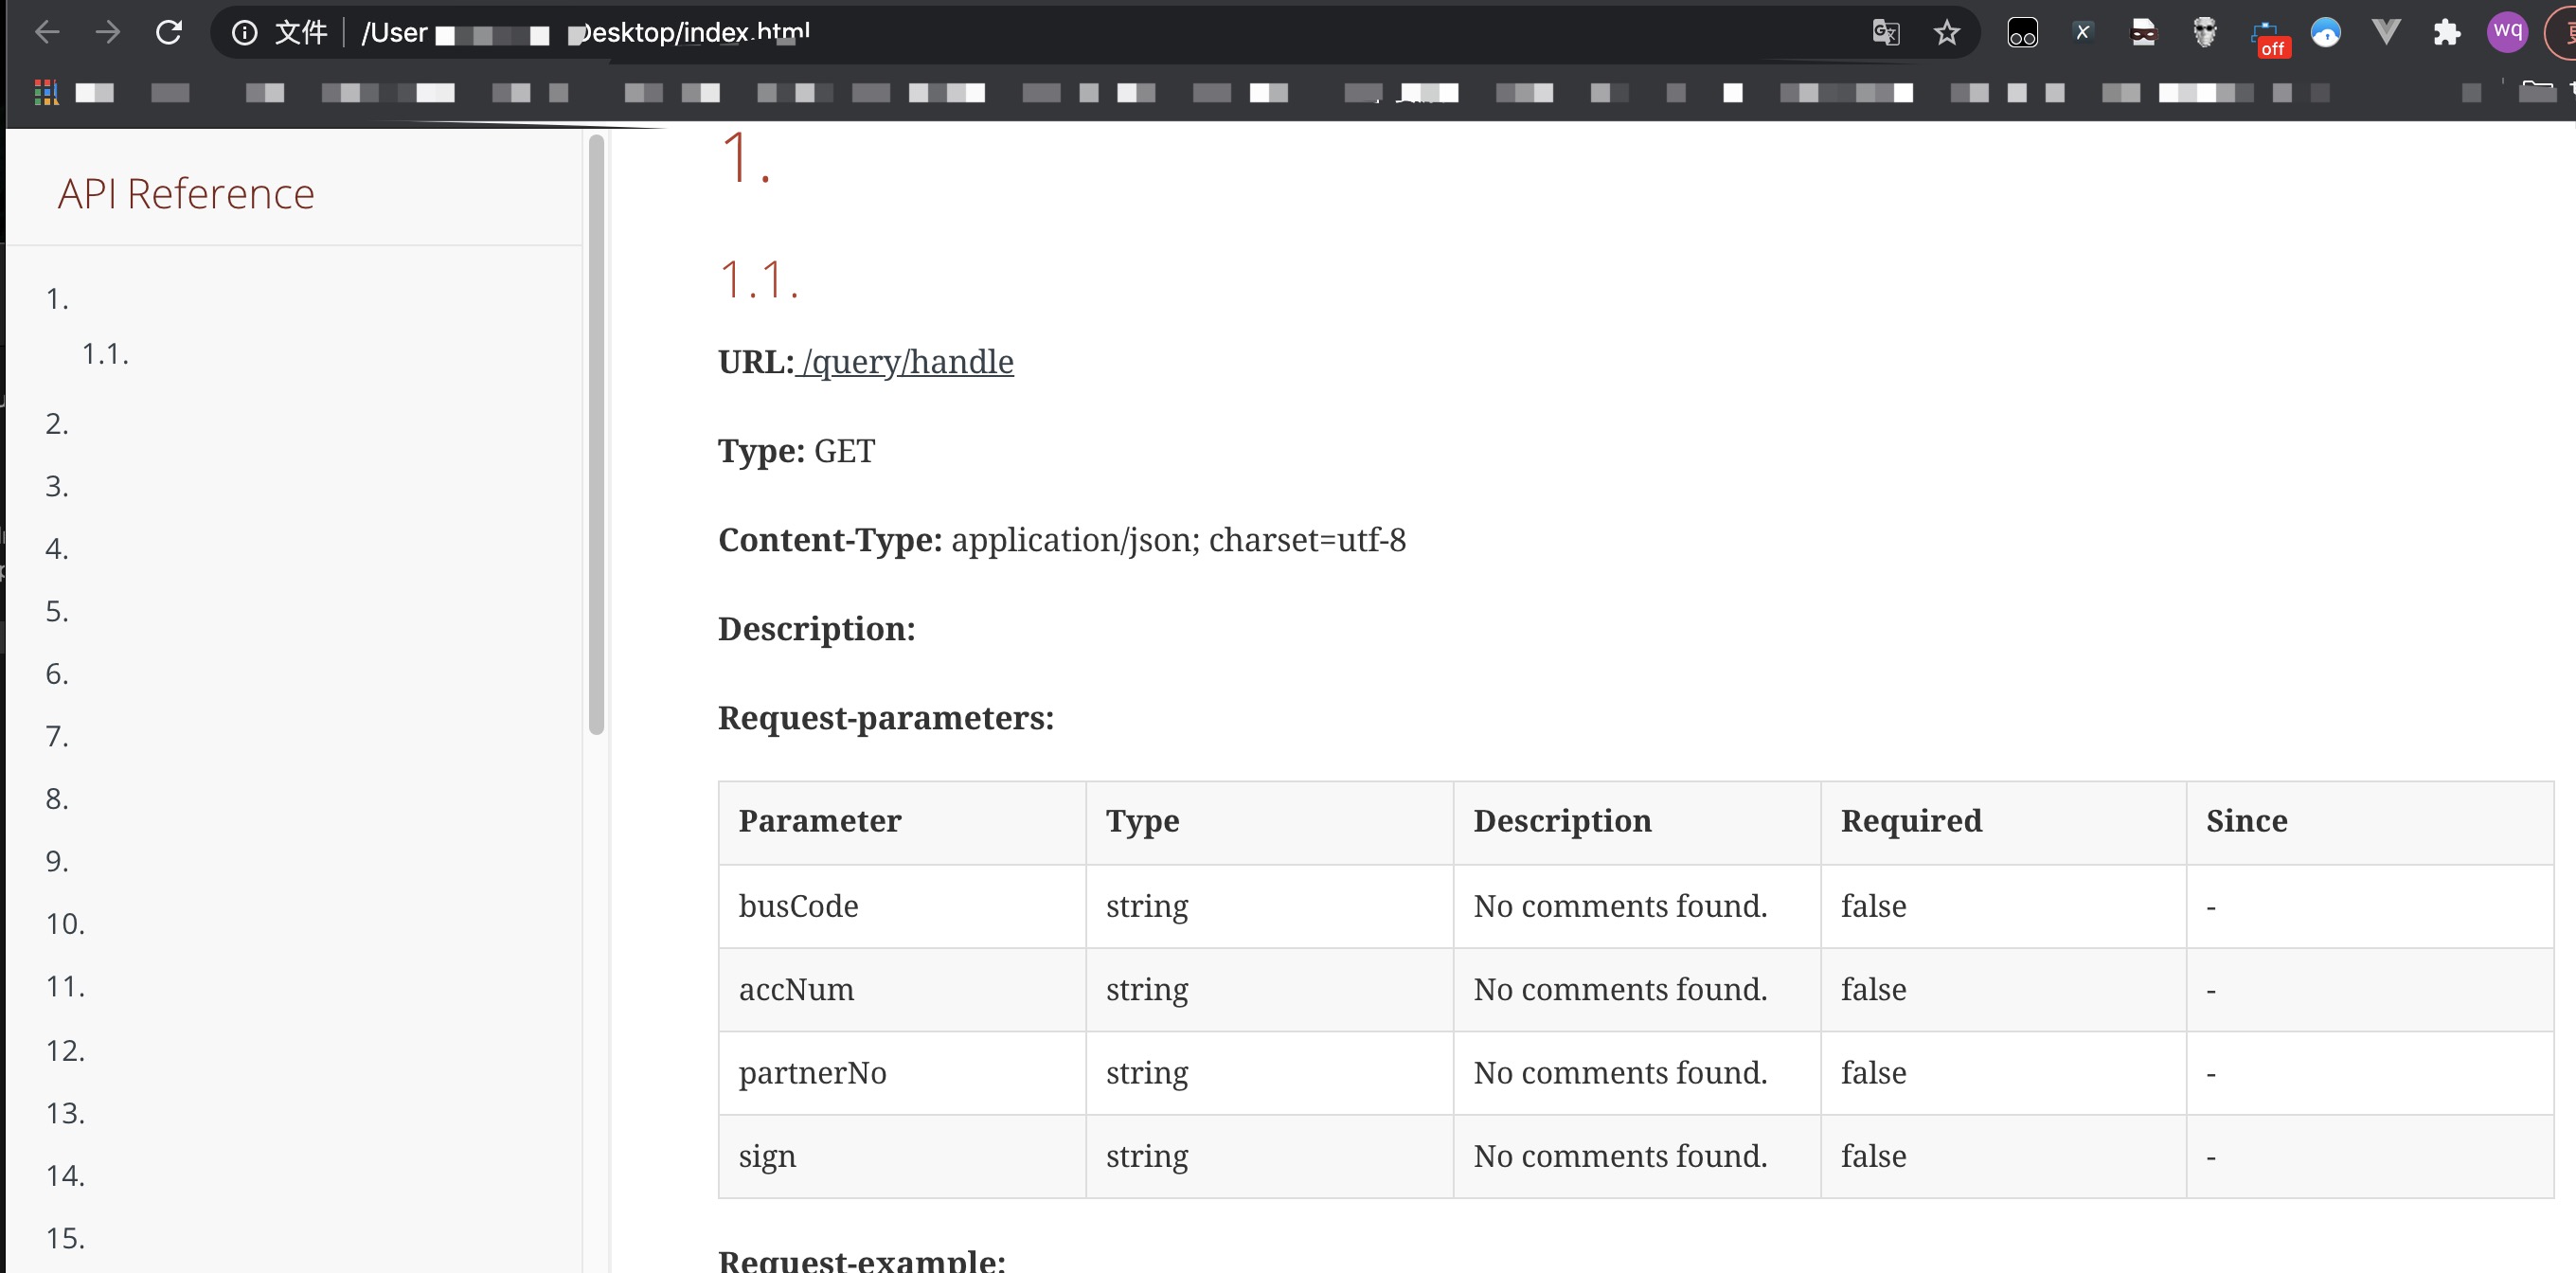 文件 /User Desktop/index.html
off
wq
API Reference
1.
1.1.
2.
3.
4.
5.
6.
7.
8.
9.
10.
11.
12.
13.
14.
15.
1.
1.1.
URL: /query/handle
Type: GET
Content-Type: application/json; charset=utf-8
Description:
Request-parameters:
Parameter Type Description Required Since
busCode string No comments found. false -
accNum string No comments found. false -
partnerNo string No comments found. false -
sign string No comments found. false -
Request-example: